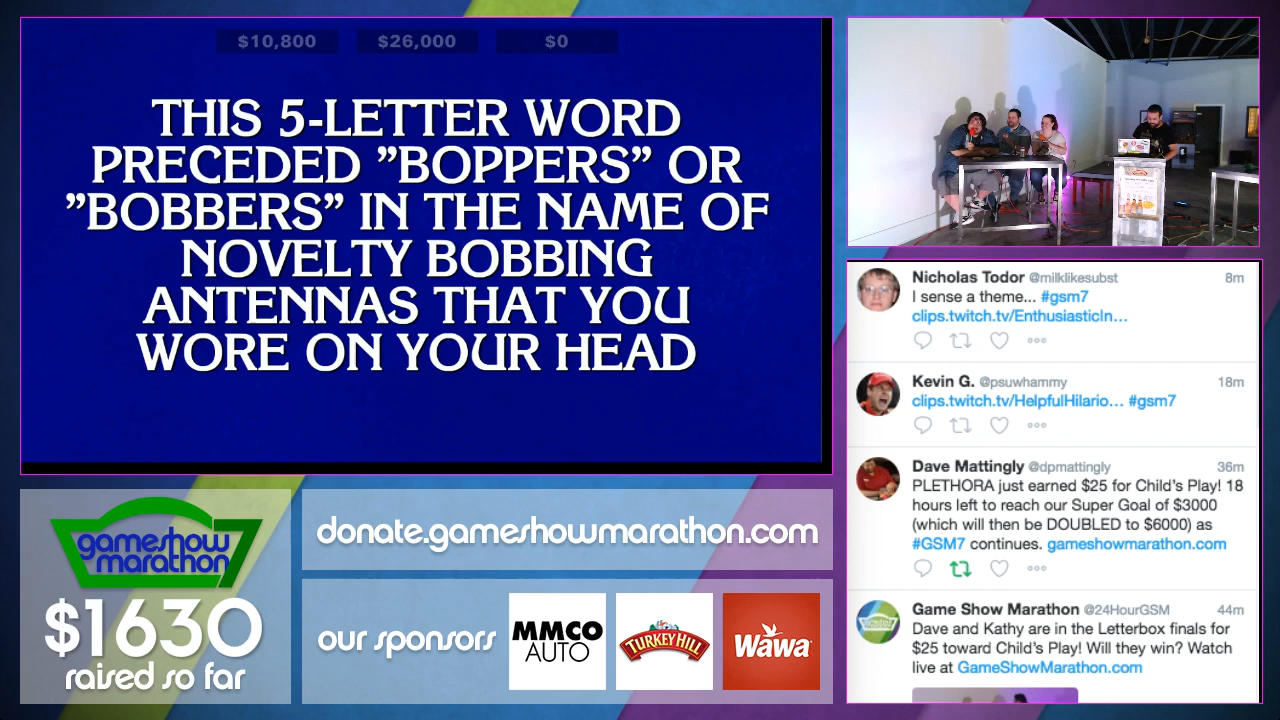 $10,800 $26,000 $0
THIS 5-LETTER WORD
PRECEDED ”BOPPERS” OR
”BOBBERS” IN THE NAME OF
NOVELTY BOBBING
ANTENNAS THAT YOU
WORE ON YOUR HEAD
gameshow
marathon
$1630
raised so far
donate.gameshowmarathon.com
our sponsors
MMCO
AUTO
TURKEY HILL
Wawa
Nicholas Todor @milklikesubst 8m
I sense a theme... #gsm7
clips.twitch.tv/EnthusiasticIn…
Kevin G. @psuwhammy 18m
clips.twitch.tv/HelpfulHilario… #gsm7
Dave Mattingly @dpmattingly 36m
PLETHORA just earned $25 for Child's Play! 18
hours left to reach our Super Goal of $3000
(which will then be DOUBLED to $6000) as
#GSM7 continues. gameshowmarathon.com
Game Show Marathon @24HourGSM 44m
Dave and Kathy are in the Letterbox finals for
$25 toward Child's Play! Will they win? Watch
live at GameShowMarathon.com